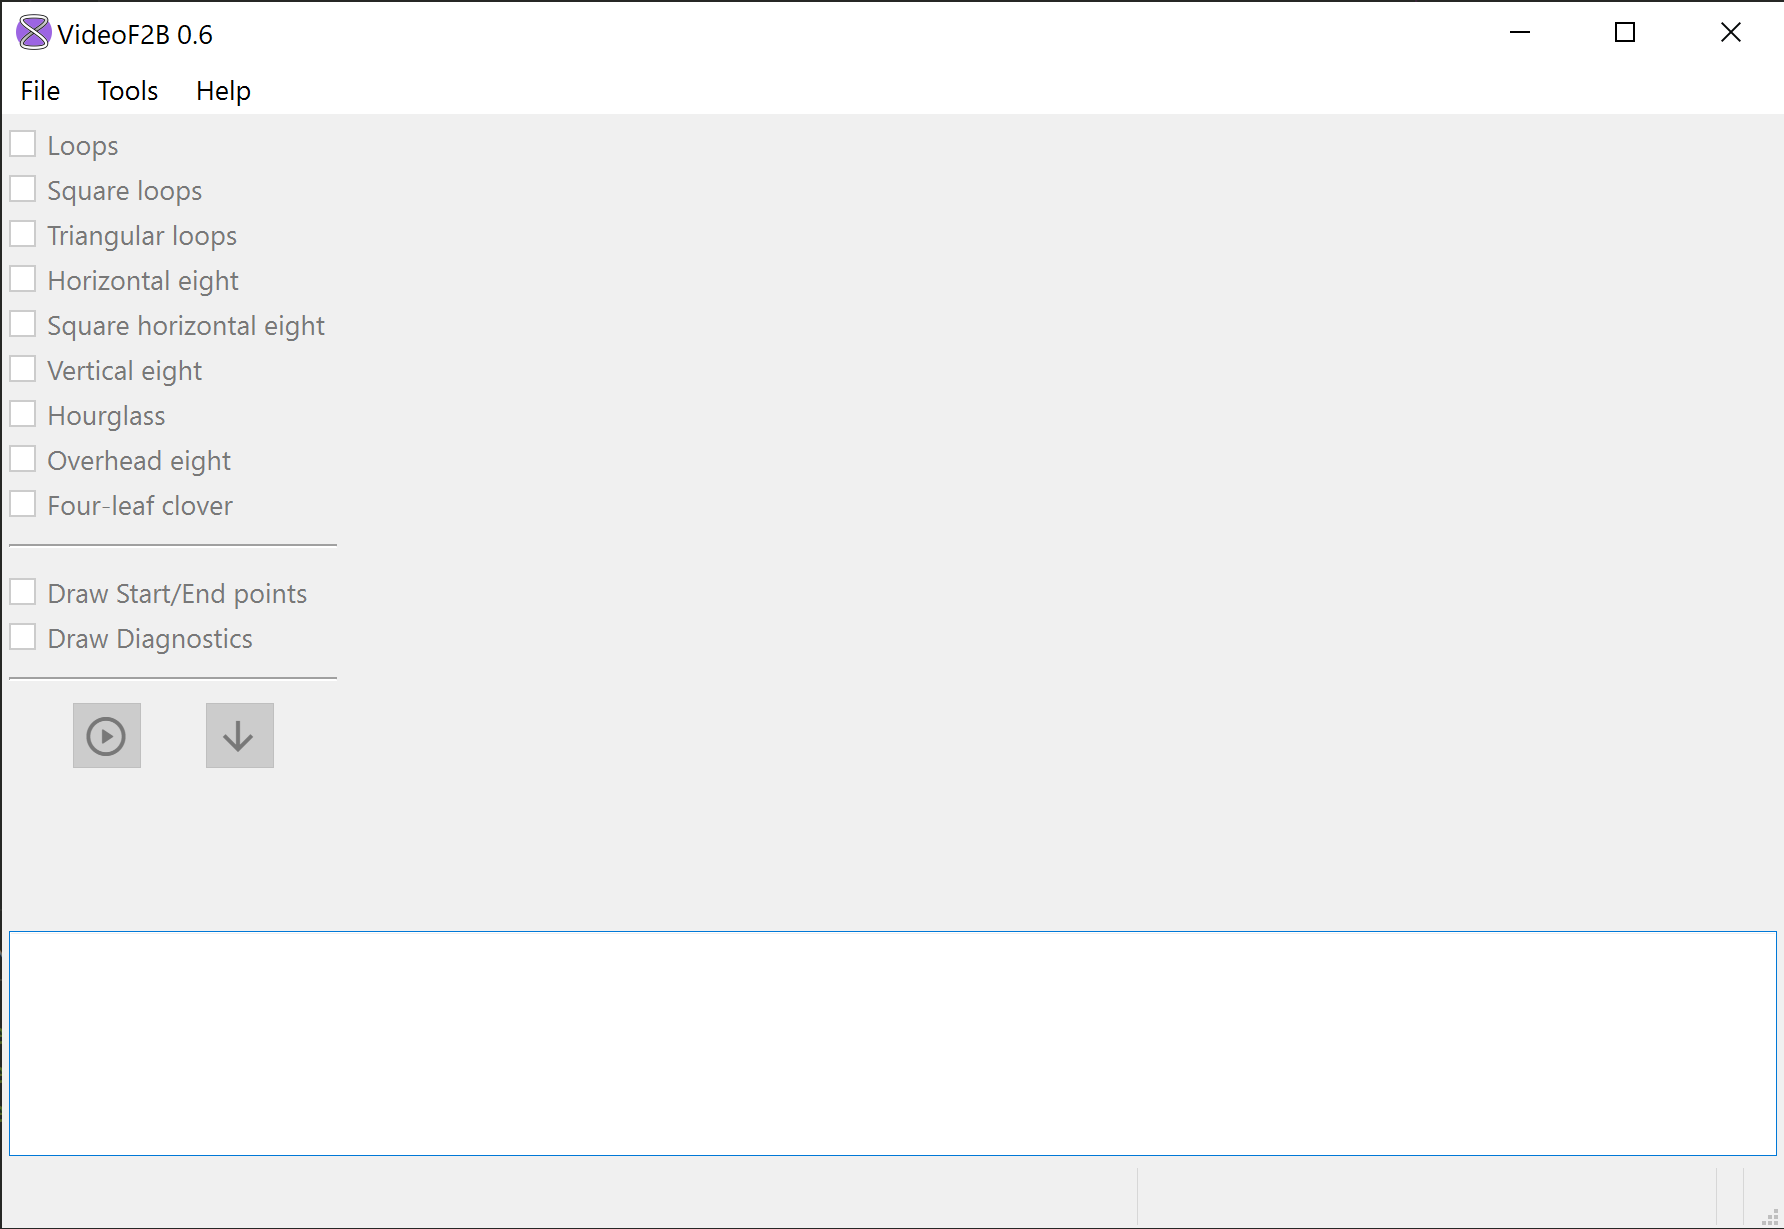 VideoF2B 0.6
File Tools Help
Loops
Square loops
Triangular loops
Horizontal eight
Square horizontal eight
Vertical eight
Hourglass
Overhead eight
Four-leaf clover
Draw Start/End points
Draw Diagnostics